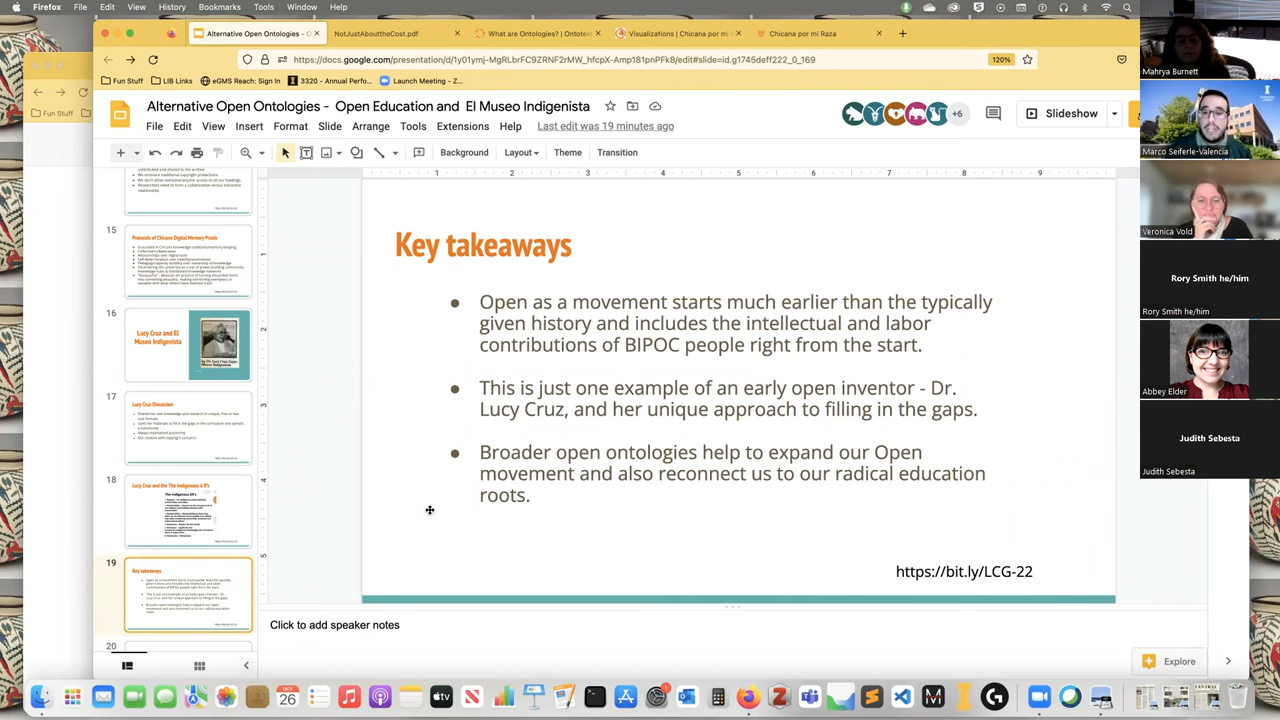 Firefox File Edit View
Alternative Open Ontologies - O
NotJustAbouttheCost.pdf
What are Ontologies? | Ontotext
Visualizations | Chicana por mi R
Chicana por mi Raza
https://docs.google.com/presentation/d/1y01ymj-MgRLbrFC9ZRNF2rMW_hfcpX-Amp181pnPFk8/edit#slide=id.g1745deff222_0_169
120%
Fun Stuff LIB Links eGMS Reach: Sign In 3320 - Annual Perfo... Launch Meeting - Z...
Fun Stuff
Alternative Open Ontologies - Open Education and El Museo Indigenista
File Edit View Insert Format Slide Arrange Tools Extensions Help Last edit was 19 minutes ago
+6
Slideshow
Layout Theme Transition
15
Protocols of Chicana Digital Memory Praxis
16
Lucy Cruz and El
Museo Indigenista
17
Lucy Cruz Discussion
18
Lucy Cruz and the The Indigenous 6 R's
19
Key takeaways
20
Key takeaways
● Open as a movement starts much earlier than the typically
given history and includes the intellectual and labor
contributions of BIPOC people right from the start.
● This is just one example of an early open inventor - Dr.
Lucy Cruz, and her unique approach to filling in the gaps.
● Broader open ontologies help to expand our Open
movement and also reconnect us to our radical education
roots.
https://bit.ly/LCG-22
Click to add speaker notes
Explore
Mahrya Burnett
Marco Seiferle-Valencia
Veronica Vold
Rory Smith he/him
Rory Smith he/him
Abbey Elder
Judith Sebesta
Judith Sebesta
OCT
26